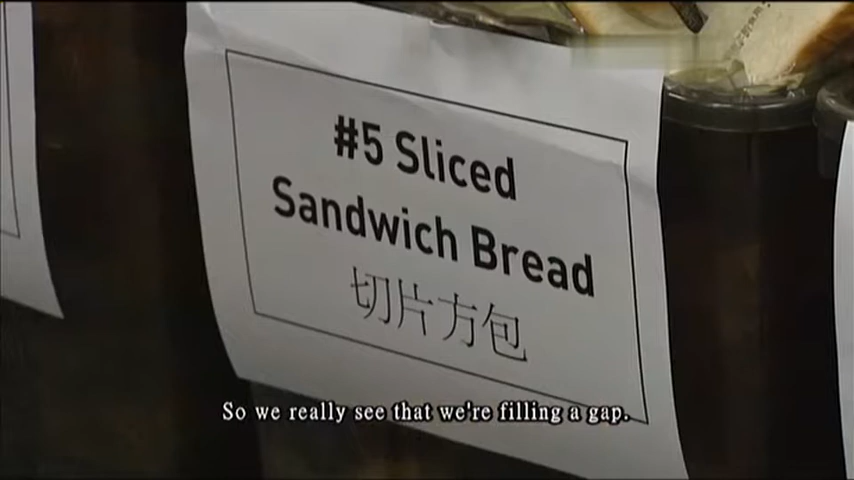 #5 Sliced
Sandwich Bread
切片方包
So we really see that we're filling a gap.